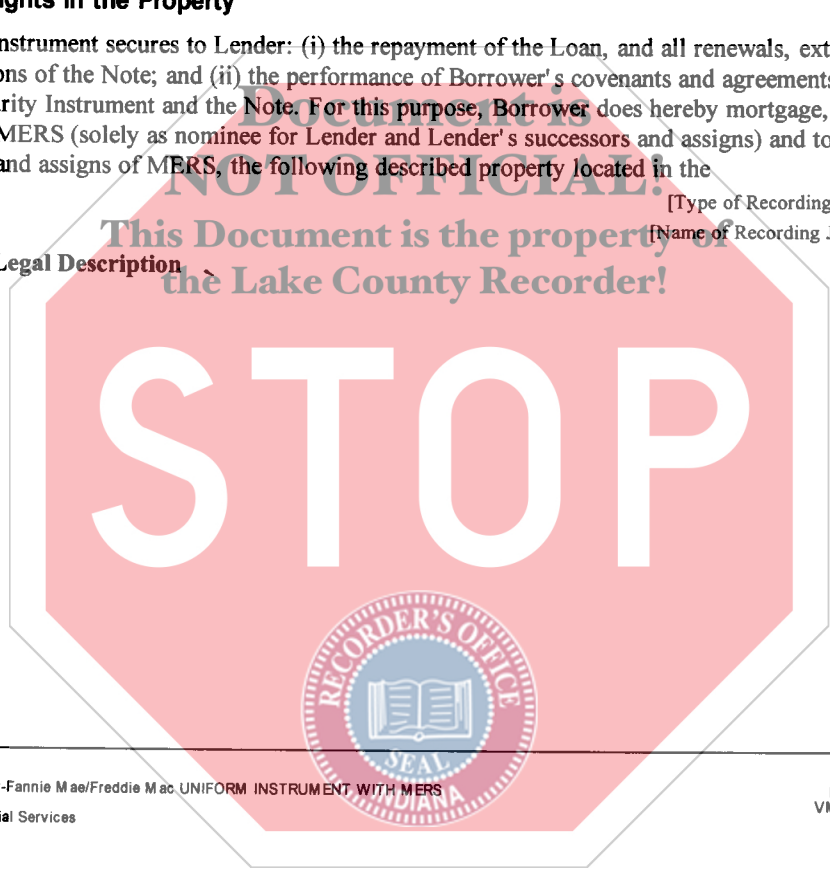 ghts in the Property
nstrument secures to Lender: (i) the repayment of the Loan, and all renewals, ext
ons of the Note; and (ii) the performance of Borrower's covenants and agreements
rity Instrument and the Note. For this purpose, Borrower does hereby mortgage,
MERS (solely as nominee for Lender and Lender's successors and assigns) and to
and assigns of MERS, the following described property located in the
[Type of Recording
[Name of Recording J
Legal Description
Document is
NOT OFFICIAL!
This Document is the property of
the Lake County Recorder!
STOP
RECORDER'S OFFICE
SEAL
INDIANA
-Fannie Mae/Freddie Mac UNIFORM INSTRUMENT WITH MERS
ial Services
VM